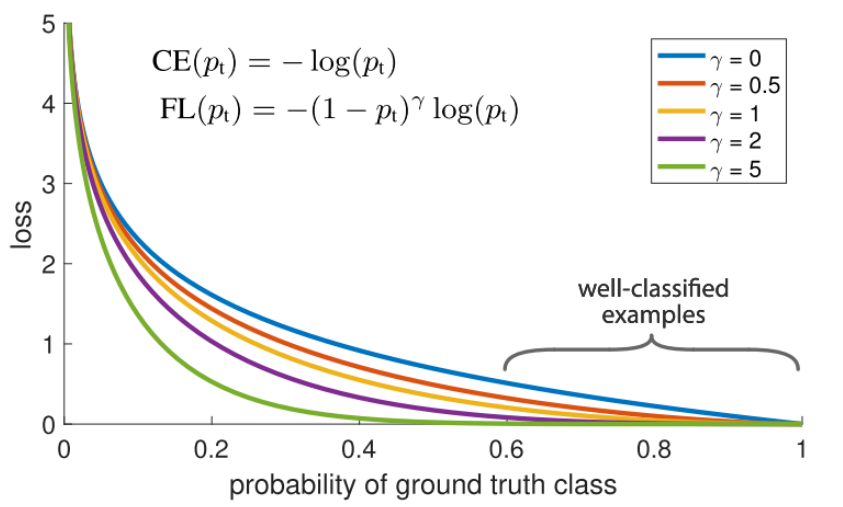 CE(pₜ) = − log(pₜ)
FL(pₜ) = −(1 − pₜ)^γ log(pₜ)
γ = 0
γ = 0.5
γ = 1
γ = 2
γ = 5
well-classified
examples
loss
5
4
3
2
1
0
0 0.2 0.4 0.6 0.8 1
probability of ground truth class